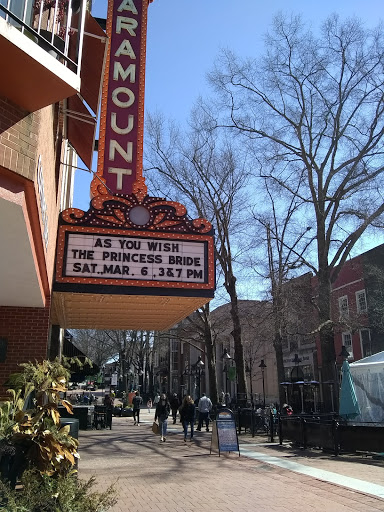 PARAMOUNT
AS YOU WISH
THE PRINCESS BRIDE
SAT., MAR. 6, 3&7 PM